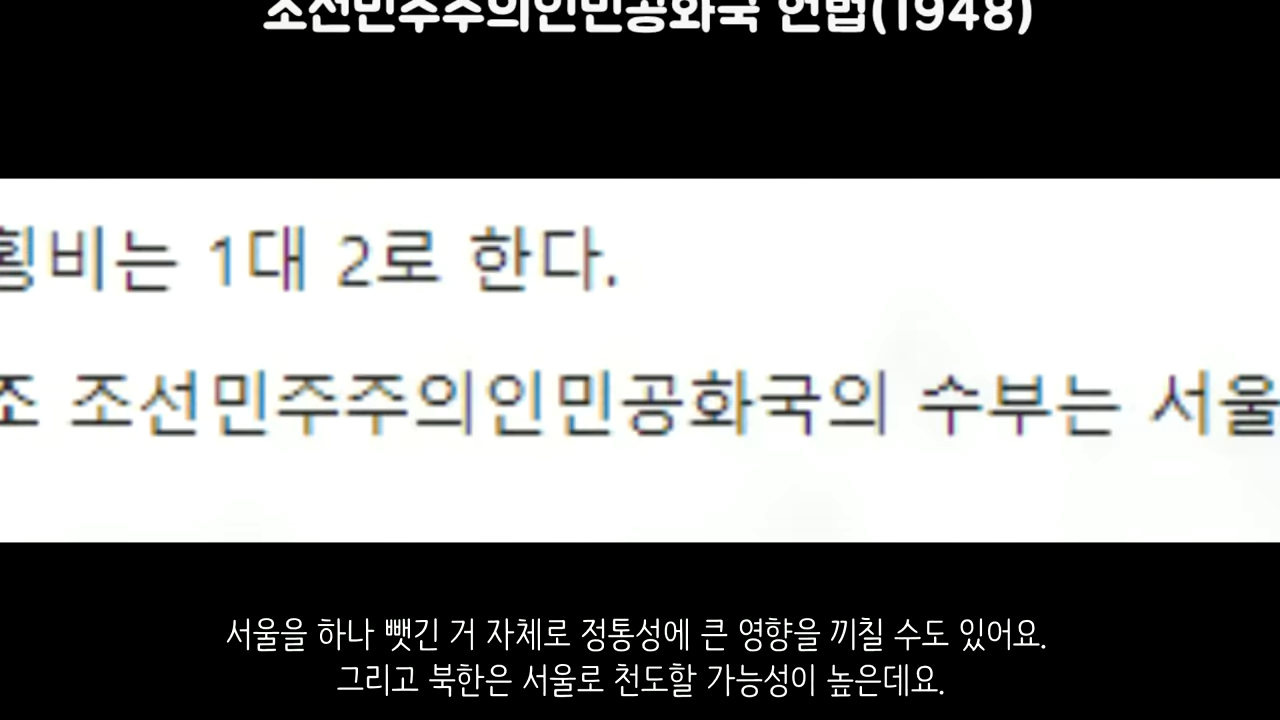 조선민주주의인민공화국 헌법(1948)
횡비는 1대 2로 한다.
조 조선민주주의인민공화국의 수부는 서울
서울을 하나 뺏긴 거 자체로 정통성에 큰 영향을 끼칠 수도 있어요.
그리고 북한은 서울로 천도할 가능성이 높은데요.